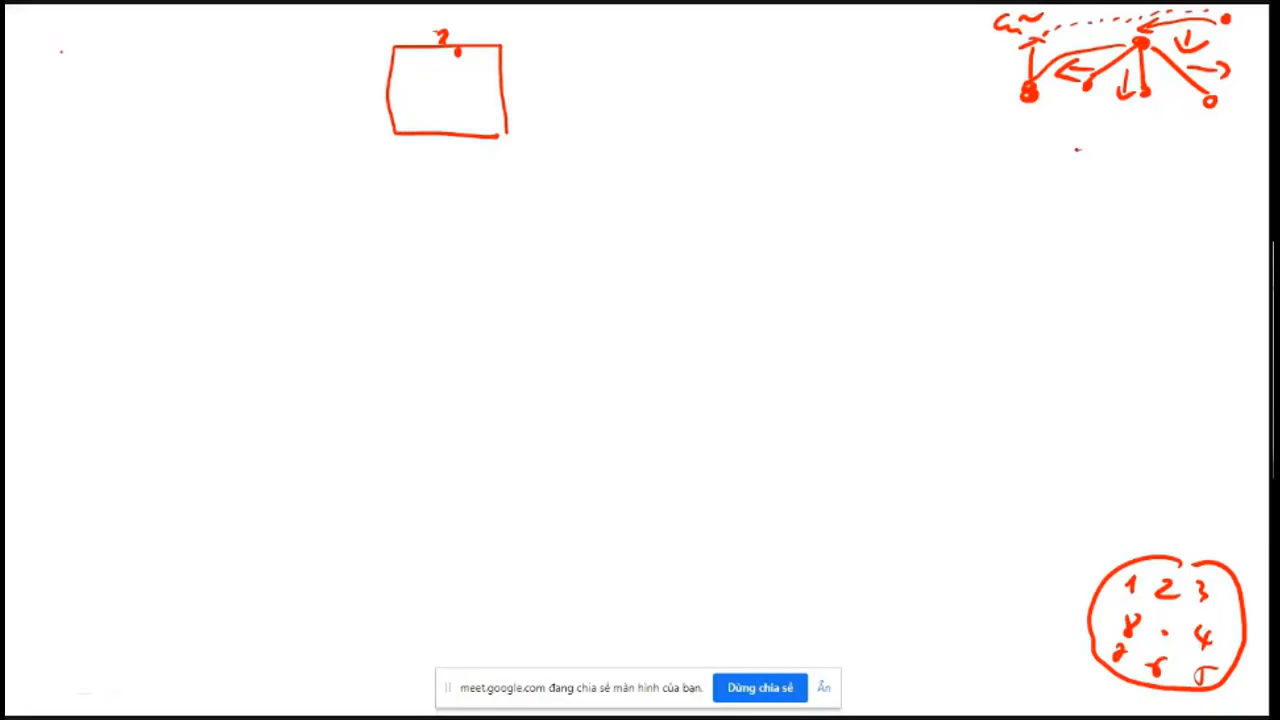 2
1 2 3
8 . 4
6 5
meet.google.com đang chia sẻ màn hình của bạn. Dừng chia sẻ Ẩn